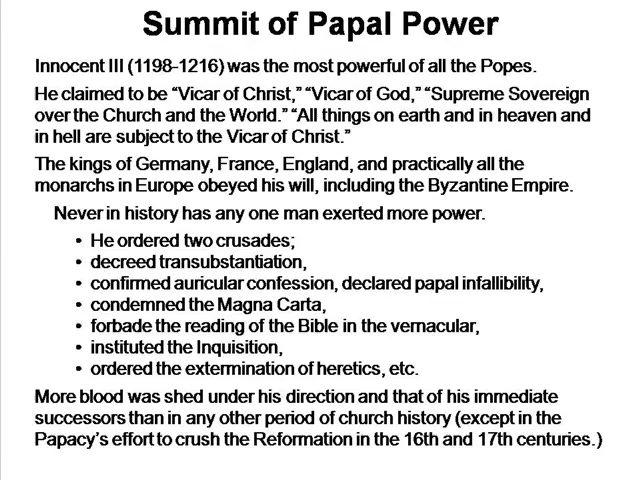 Summit of Papal Power
Innocent III (1198-1216) was the most powerful of all the Popes.
He claimed to be “Vicar of Christ,” “Vicar of God,” “Supreme Sovereign
over the Church and the World.” “All things on earth and in heaven and
in hell are subject to the Vicar of Christ.”
The kings of Germany, France, England, and practically all the
monarchs in Europe obeyed his will, including the Byzantine Empire.
Never in history has any one man exerted more power.
• He ordered two crusades;
• decreed transubstantiation,
• confirmed auricular confession, declared papal infallibility,
• condemned the Magna Carta,
• forbade the reading of the Bible in the vernacular,
• instituted the Inquisition,
• ordered the extermination of heretics, etc.
More blood was shed under his direction and that of his immediate
successors than in any other period of church history (except in the
Papacy’s effort to crush the Reformation in the 16th and 17th centuries.)